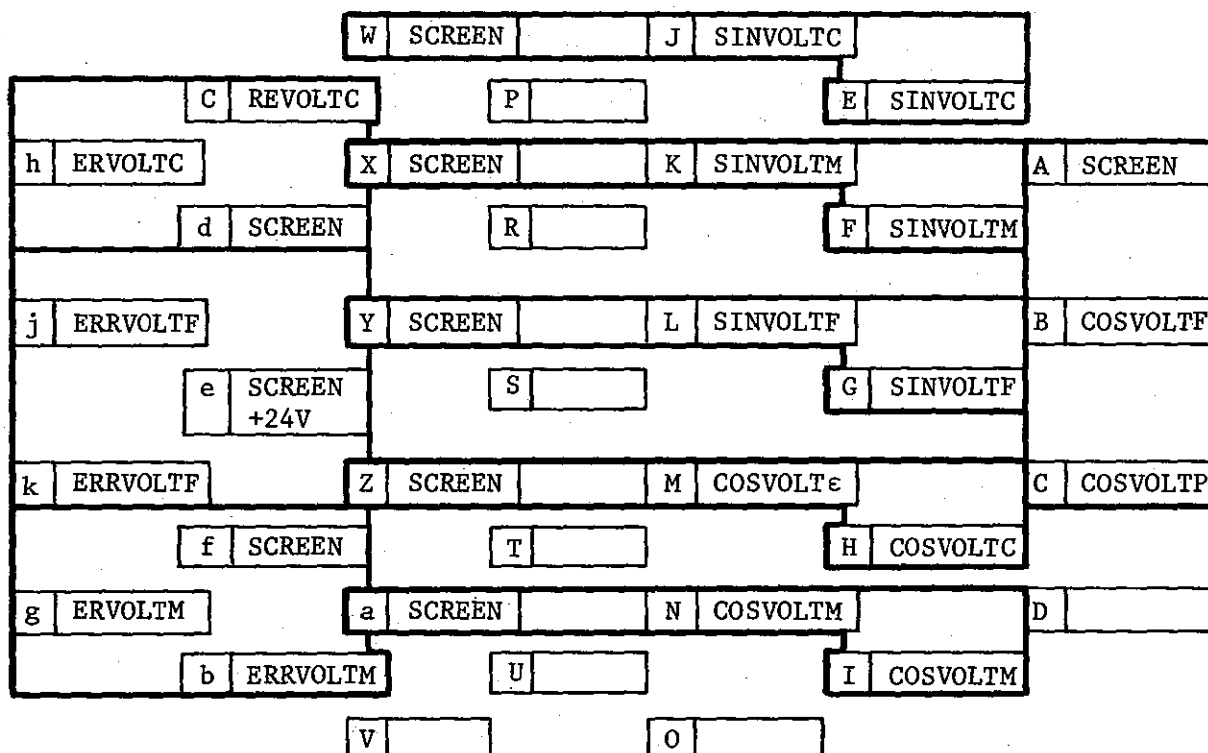 W SCREEN J SINVOLTC
C REVOLTC P E SINVOLTC
h ERVOLTC X SCREEN K SINVOLTM A SCREEN
d SCREEN R F SINVOLTM
j ERRVOLTF Y SCREEN L SINVOLTF B COSVOLTF
e SCREEN S G SINVOLTF
+24V
k ERRVOLTF Z SCREEN M COSVOLTε C COSVOLTP
f SCREEN T H COSVOLTC
g ERVOLTM a SCREEN N COSVOLTM D
b ERRVOLTM U I COSVOLTM
V O